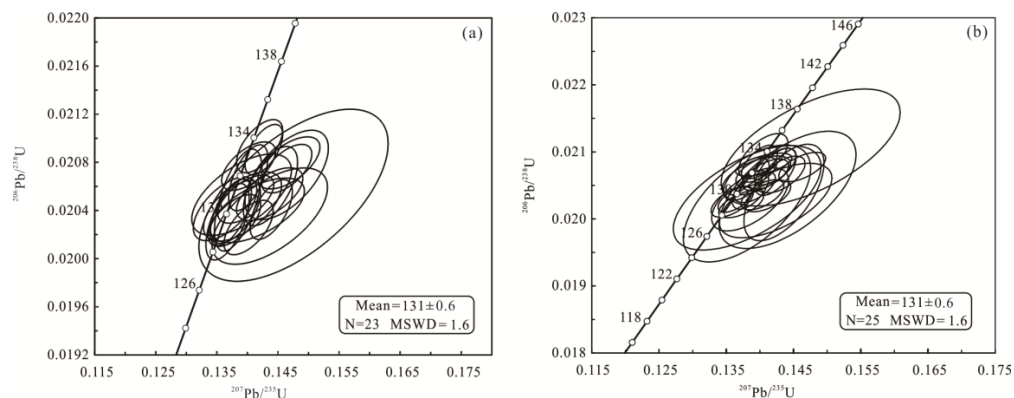 (a)
0.0220
0.0216
0.0212
0.0208
0.0204
0.0200
0.0196
0.0192
²⁰⁶Pb/²³⁸U
138
134
126
Mean=131±0.6
N=23 MSWD=1.6
0.115 0.125 0.135 0.145 0.155 0.165 0.175
²⁰⁷Pb/²³⁵U
(b)
0.023
0.022
0.021
0.020
0.019
0.018
²⁰⁶Pb/²³⁸U
146
142
138
134
126
122
118
Mean=131±0.6
N=25 MSWD=1.6
0.115 0.125 0.135 0.145 0.155 0.165 0.175
²⁰⁷Pb/²³⁵U